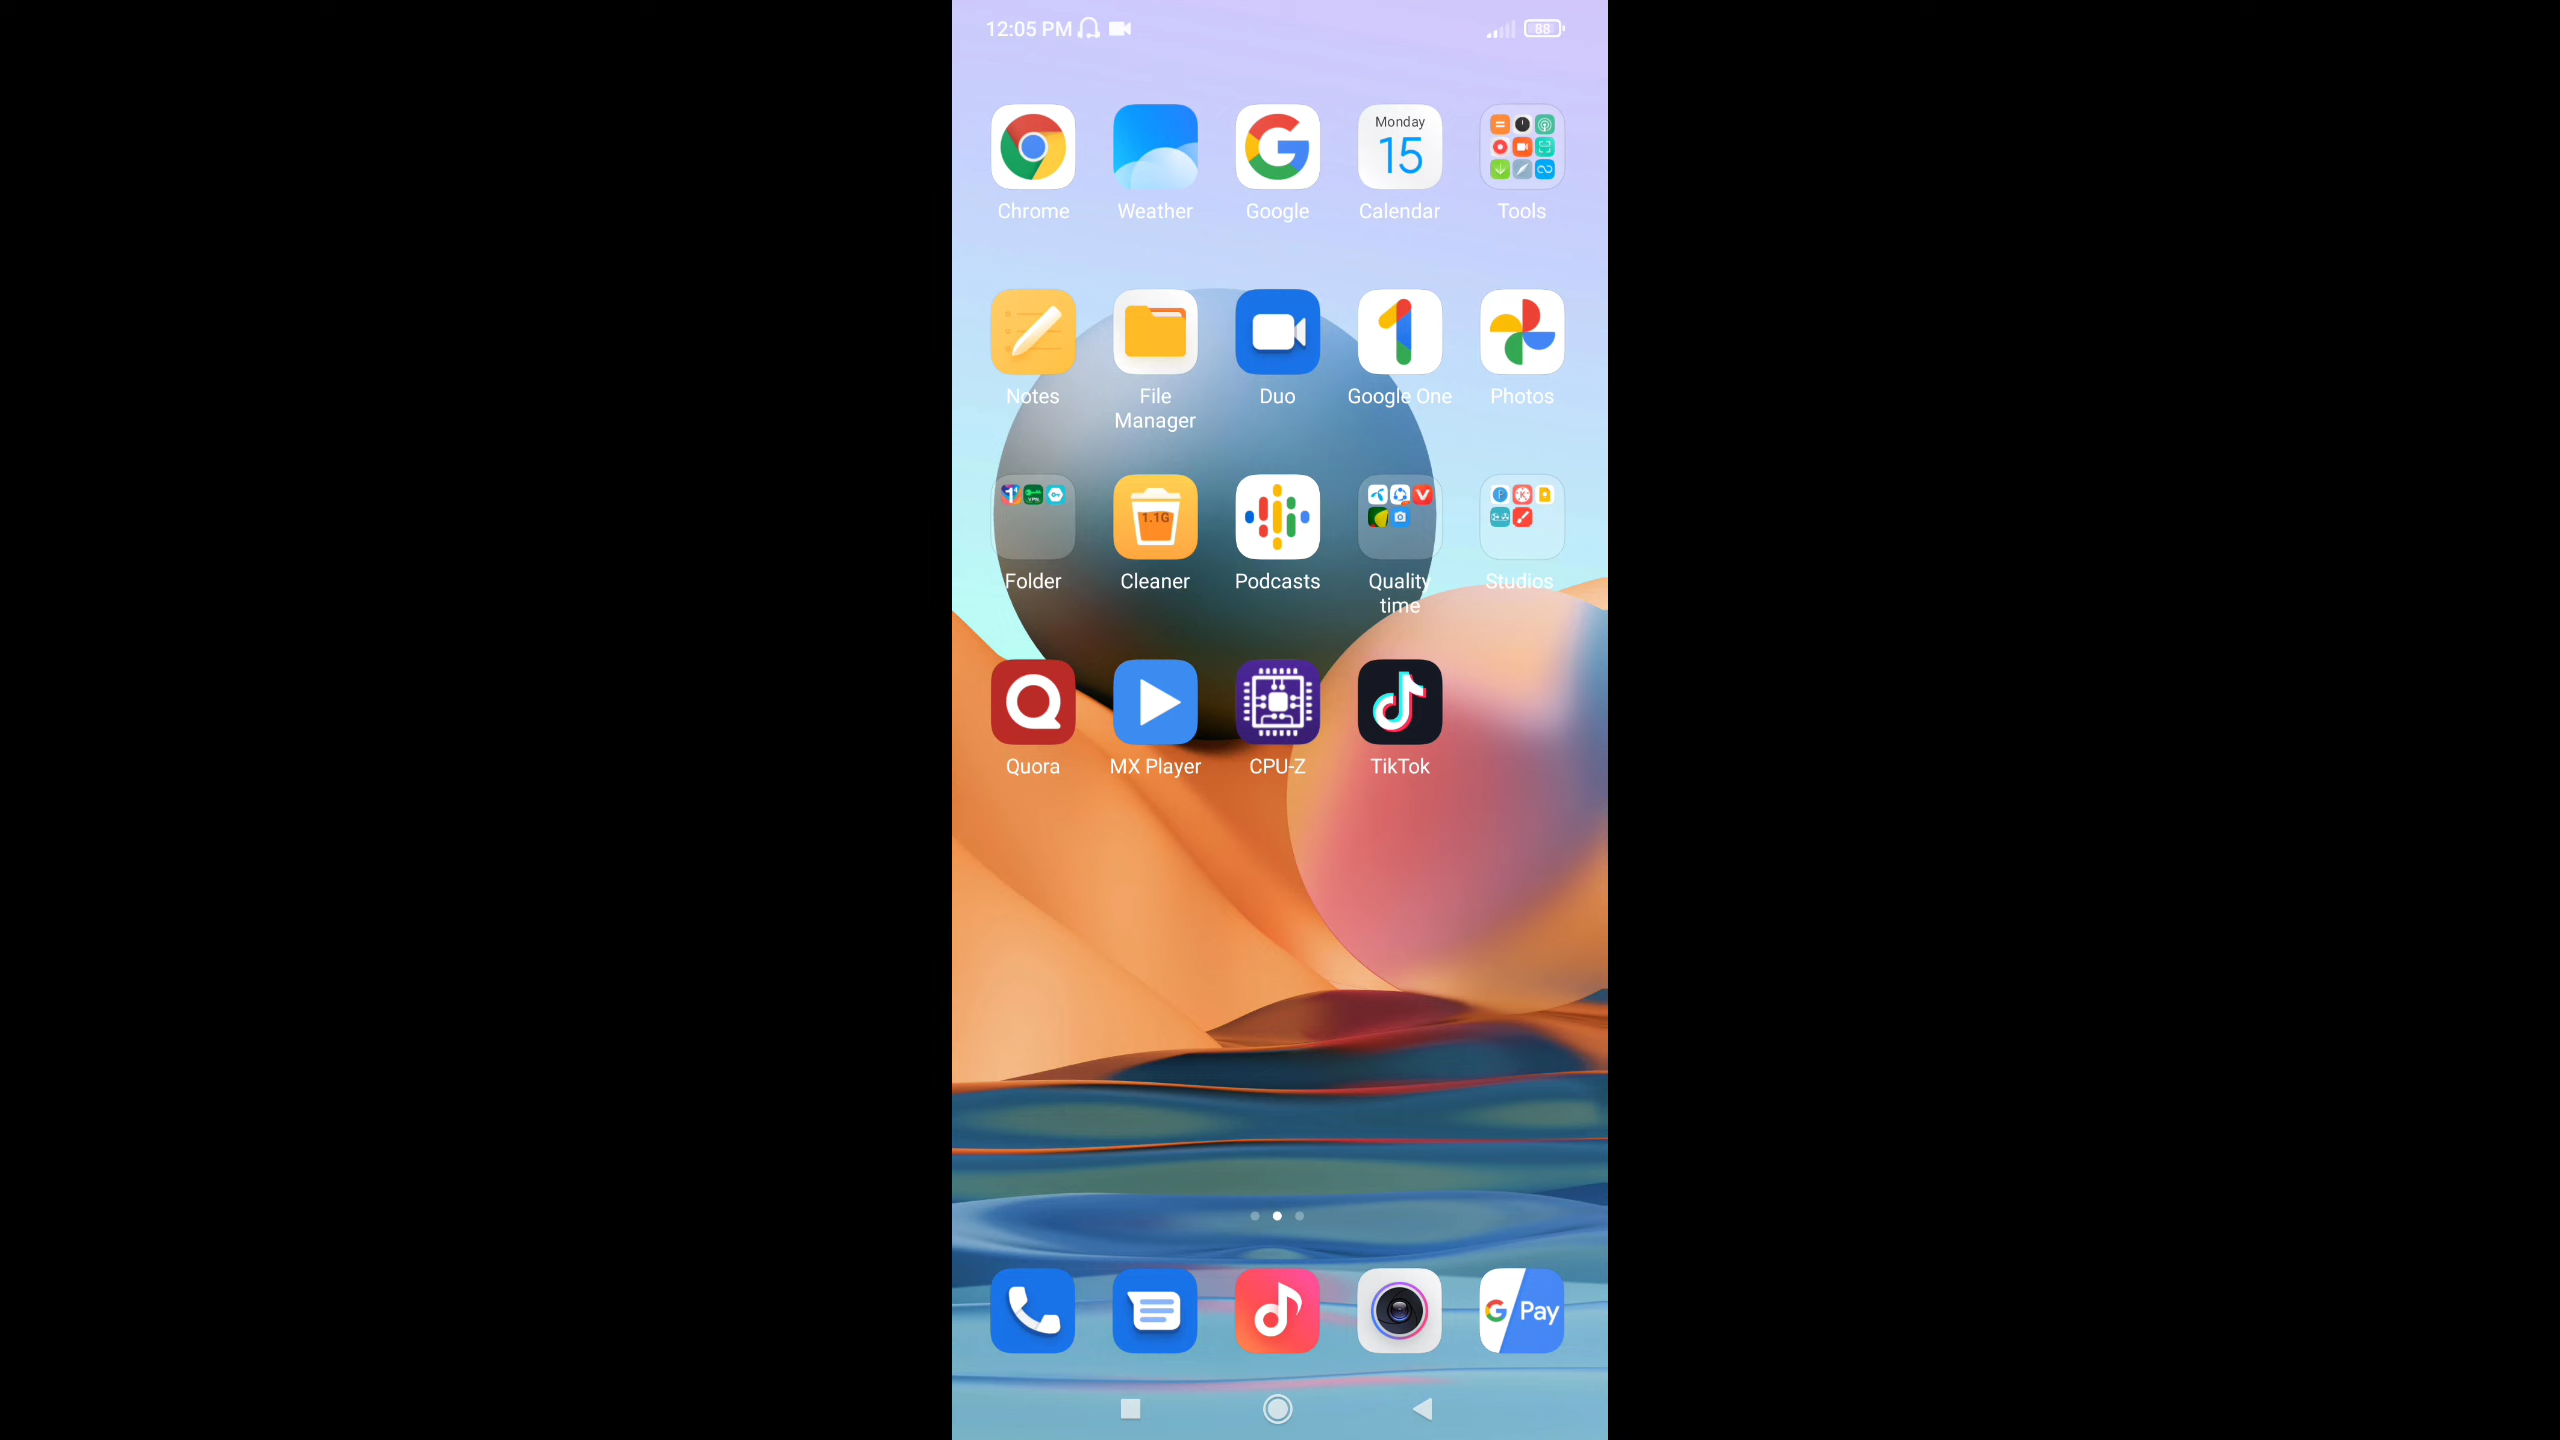 12:05 PM
88
Monday
15
Chrome
Weather
Google
Calendar
Tools
Notes
File
Manager
Duo
Google One
Photos
1.1G
Folder
Cleaner
Podcasts
Quality
time
Studios
Quora
MX Player
CPU-Z
TikTok
G Pay